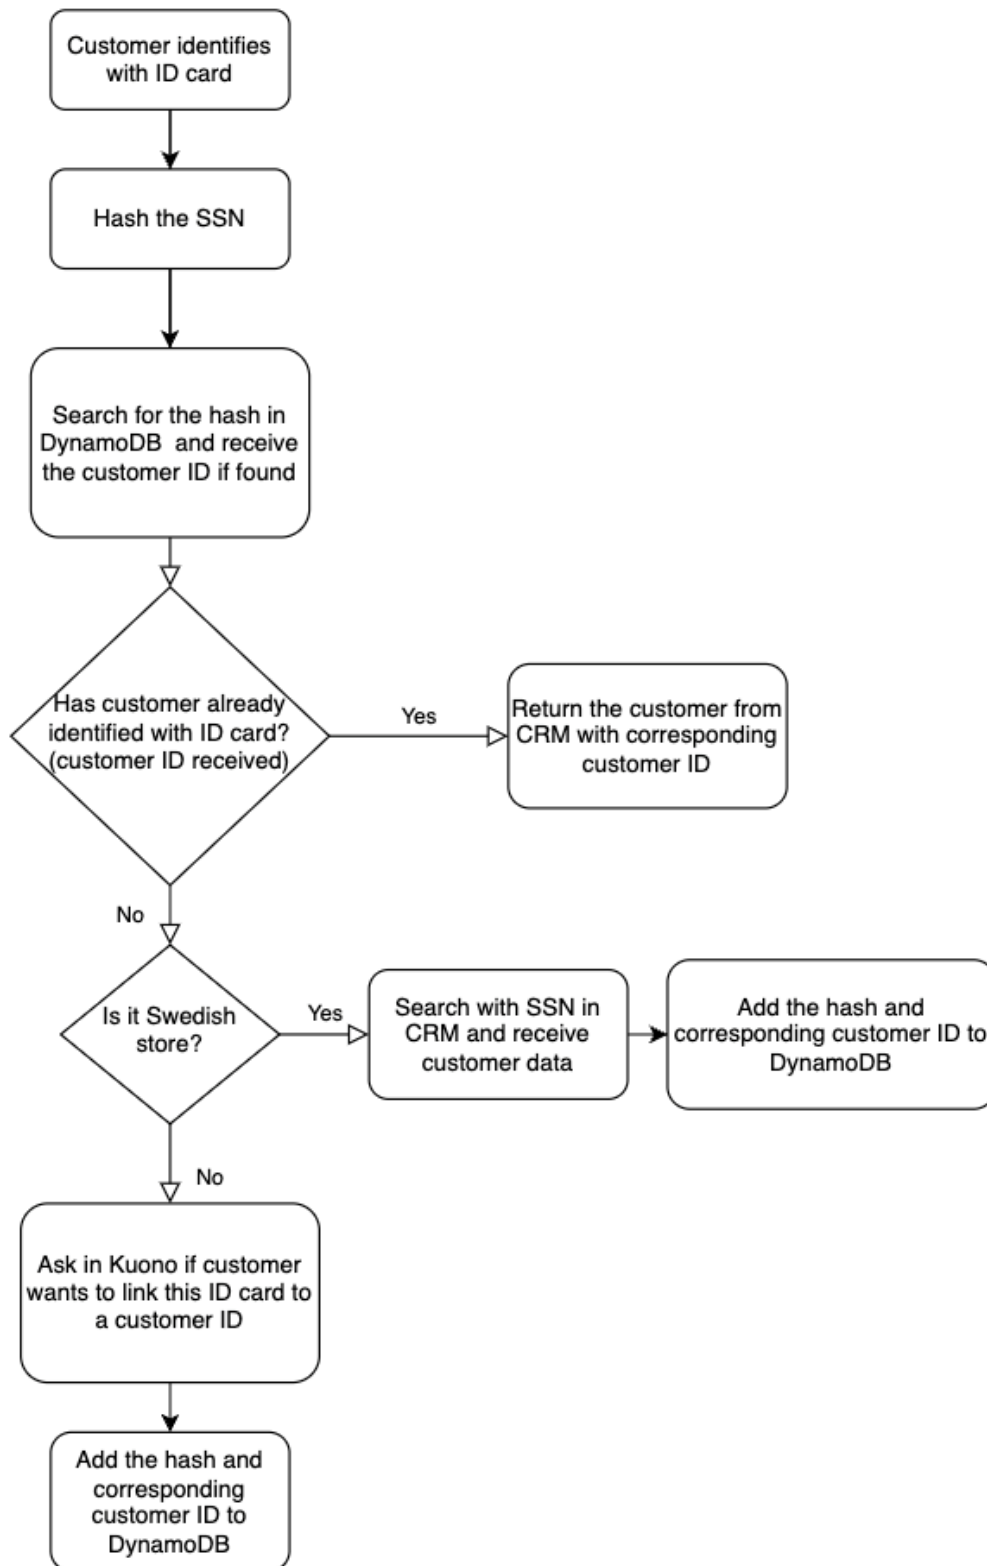 Customer identifies
with ID card
Hash the SSN
Search for the hash in
DynamoDB and receive
the customer ID if found
Has customer already
identified with ID card?
(customer ID received)
Yes
Return the customer from
CRM with corresponding
customer ID
No
Is it Swedish
store?
Yes
Search with SSN in
CRM and receive
customer data
Add the hash and
corresponding customer ID to
DynamoDB
No
Ask in Kuono if customer
wants to link this ID card to
a customer ID
Add the hash and
corresponding
customer ID to
DynamoDB